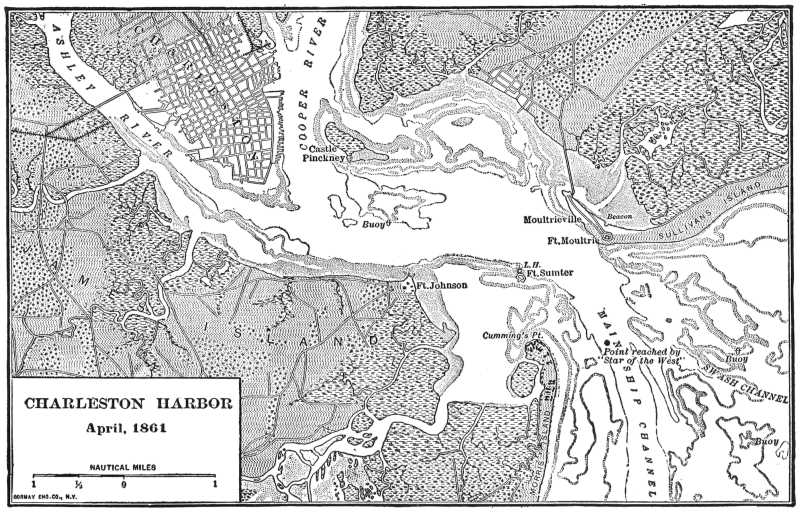 ASHLEY RIVER
CHARLESTON
COOPER RIVER
Castle
Pinckney
Buoy
Moultrieville
Beacon
Ft. Moultrie
SULLIVANS ISLAND
L.H.
Ft. Sumter
Ft. Johnson
M
ISLAND
Cumming's Pt.
MAIN SHIP CHANNEL
Point reached by
"Star of the West"
Buoy
SWASH CHANNEL
Buoy
ISLAND
CHARLESTON HARBOR
April, 1861
NAUTICAL MILES
1 ½ 0 1
BORMAY ENG. CO., N.Y.